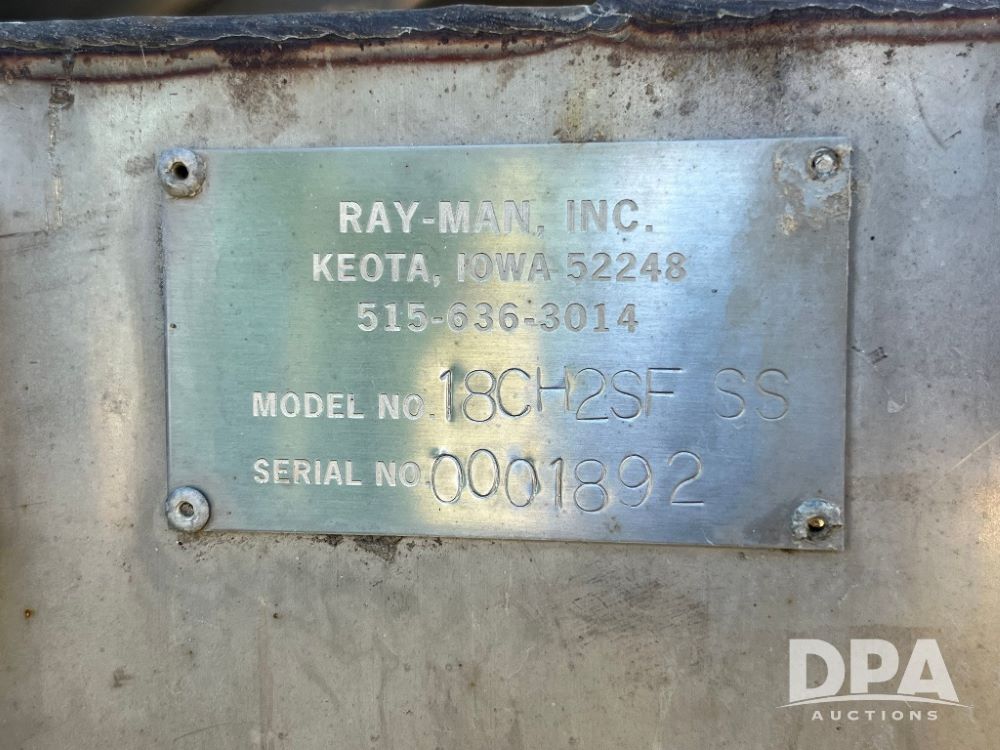 RAY-MAN, INC.
KEOTA, IOWA 52248
515-636-3014
MODEL NO. 18CH2SF SS
SERIAL NO. 0001892
DPA
AUCTIONS